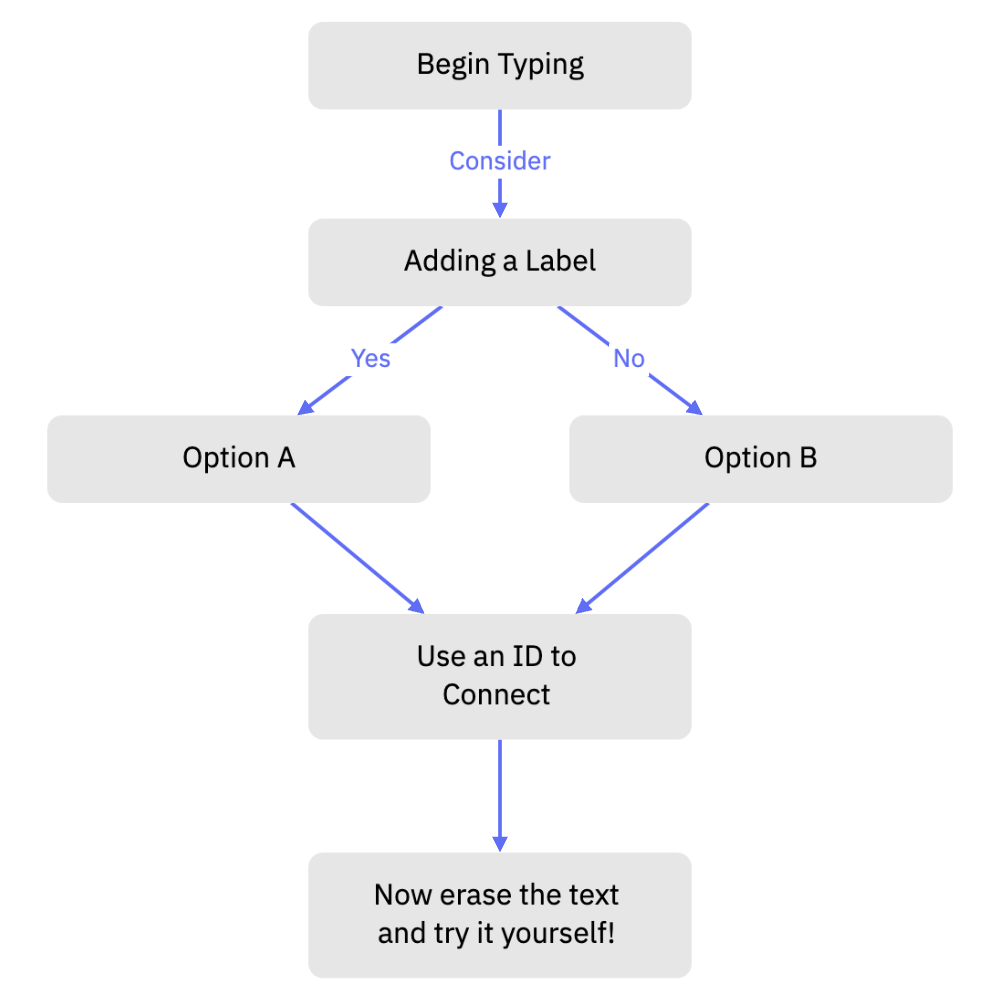 Begin Typing
Consider
Adding a Label
Yes
No
Option A
Option B
Use an ID to
Connect
Now erase the text
and try it yourself!